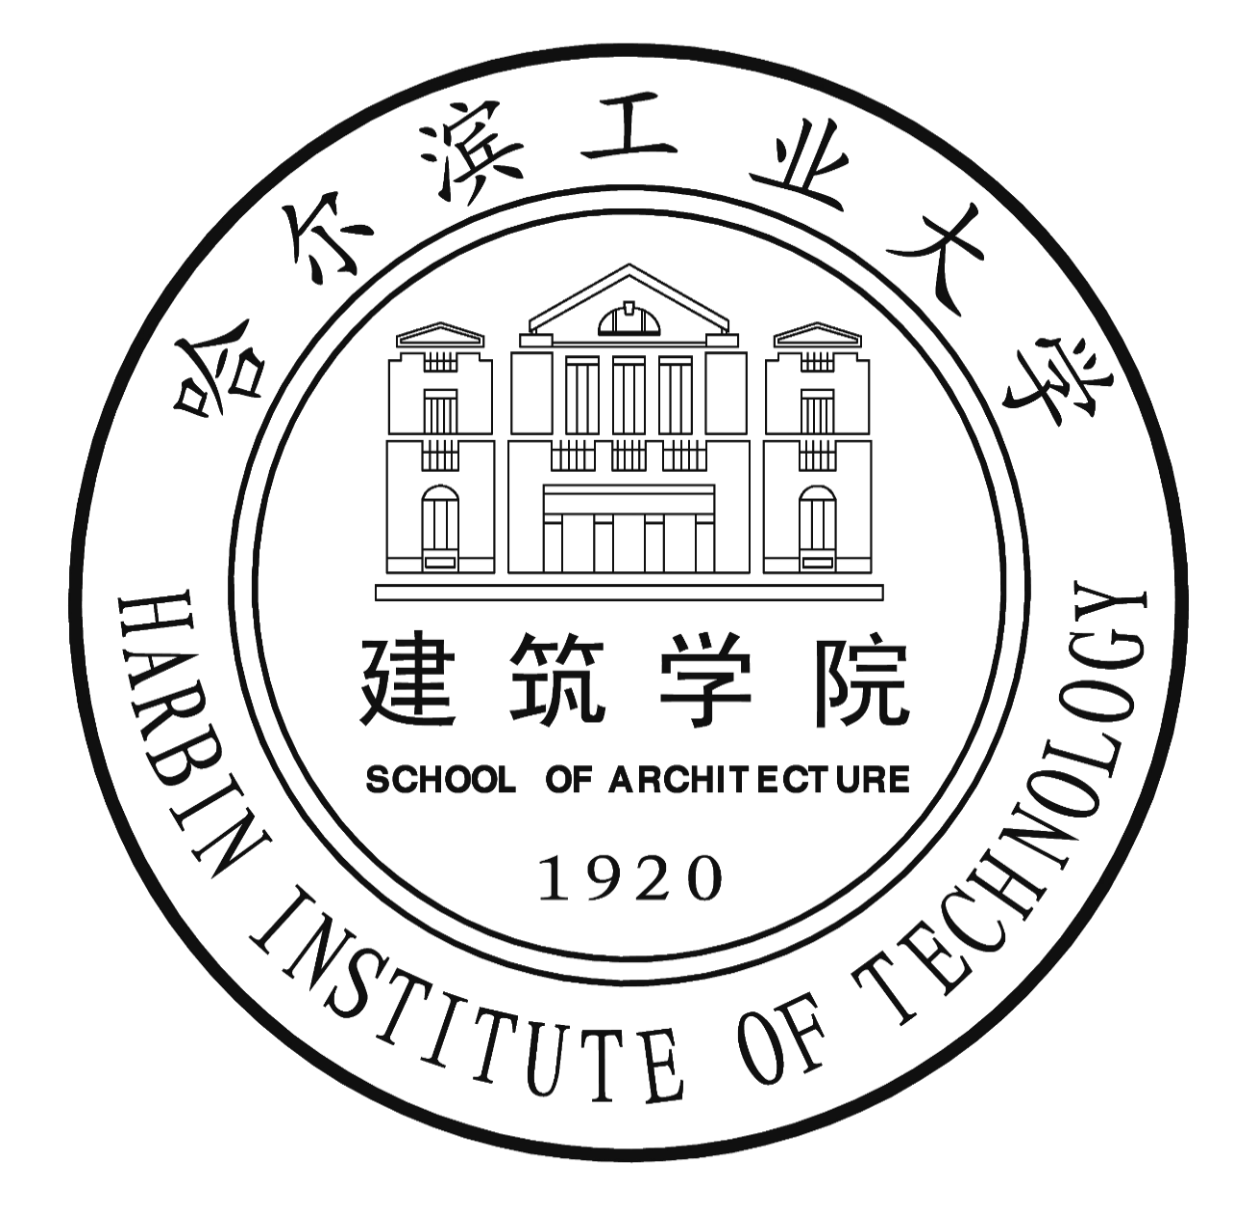 哈尔滨工业大学
建筑学院
SCHOOL OF ARCHITECTURE
1920
HARBIN INSTITUTE OF TECHNOLOGY